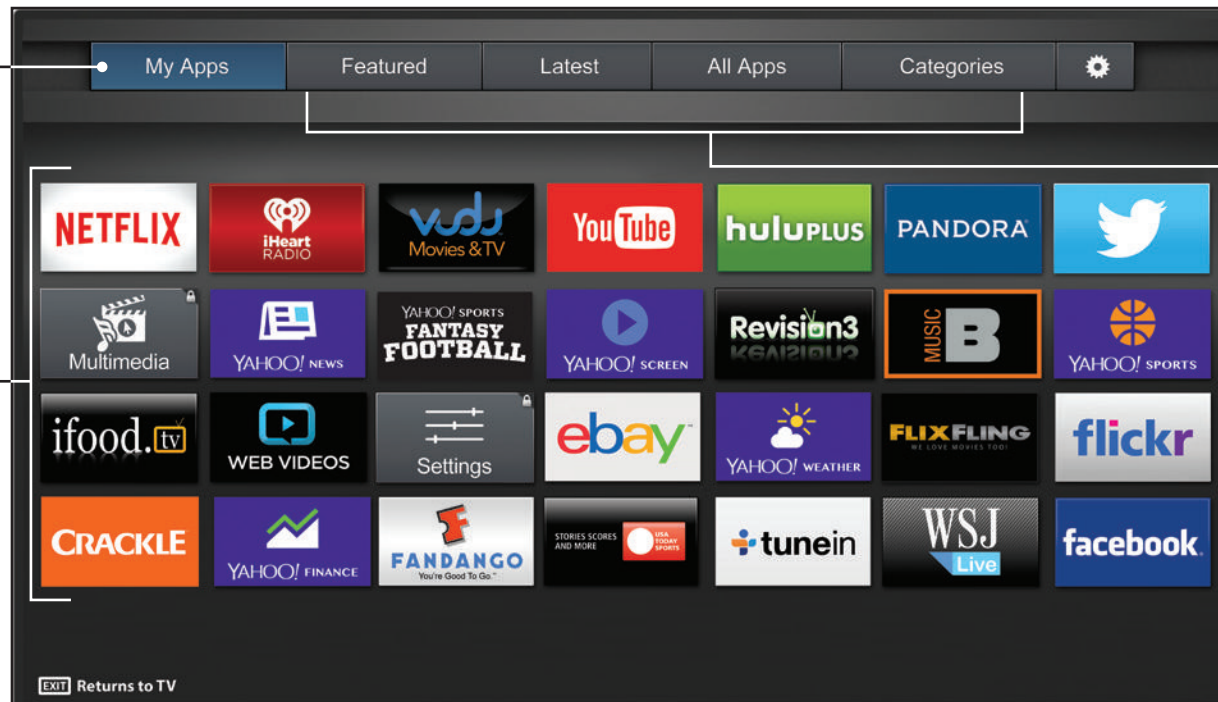 My Apps Featured Latest All Apps Categories
NETFLIX
iHeart
RADIO
vudu
Movies & TV
YouTube
huluPLUS
PANDORA
Multimedia
YAHOO! NEWS
YAHOO! SPORTS
FANTASY
FOOTBALL
YAHOO! SCREEN
Revision3
MUSIC B
YAHOO! SPORTS
ifood.tv
WEB VIDEOS
Settings
ebay™
YAHOO! WEATHER
FLIXFLING
WE LOVE MOVIES TOO!
flickr
CRACKLE
YAHOO! FINANCE
FANDANGO
You're Good To Go.™
STORIES SCORES
AND MORE
USA
TODAY
SPORTS
tunein
WSJ
Live
facebook
EXIT Returns to TV